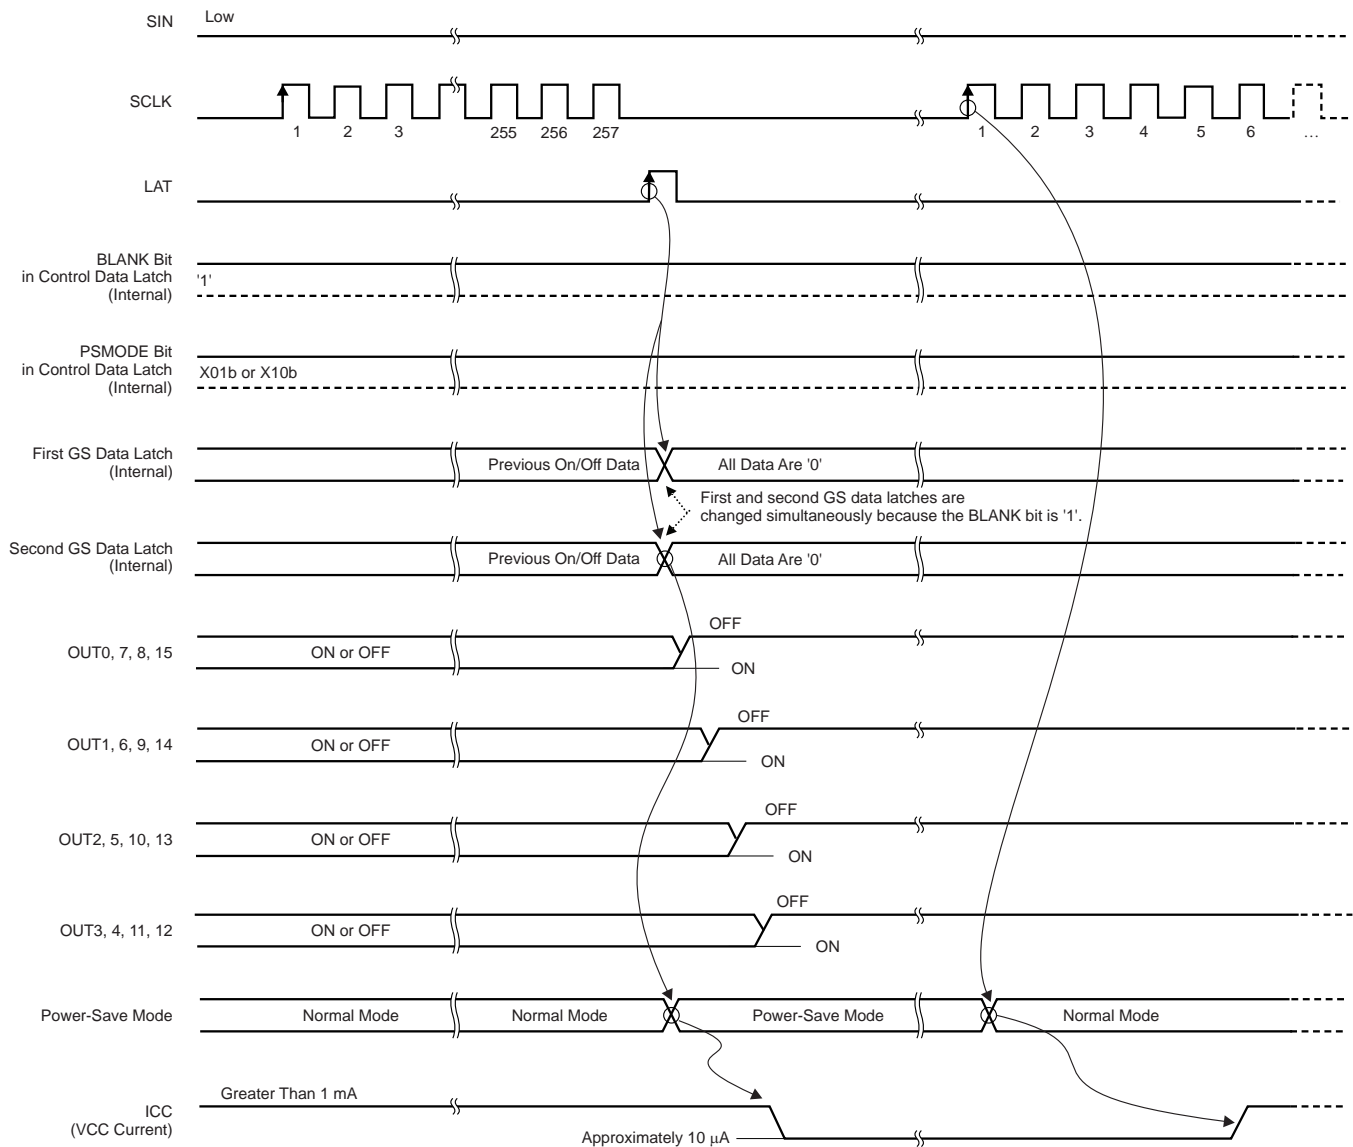 SIN
Low
SCLK
1 2 3 255 256 257 1 2 3 4 5 6 ...
LAT
BLANK Bit
in Control Data Latch
(Internal)
'1'
PSMODE Bit
in Control Data Latch
(Internal)
X01b or X10b
First GS Data Latch
(Internal)
Previous On/Off Data
All Data Are '0'
First and second GS data latches are
changed simultaneously because the BLANK bit is '1'.
Second GS Data Latch
(Internal)
Previous On/Off Data
All Data Are '0'
OUT0, 7, 8, 15
ON or OFF
OFF
ON
OUT1, 6, 9, 14
ON or OFF
OFF
ON
OUT2, 5, 10, 13
ON or OFF
OFF
ON
OUT3, 4, 11, 12
ON or OFF
OFF
ON
Power-Save Mode
Normal Mode
Normal Mode
Power-Save Mode
Normal Mode
ICC
(VCC Current)
Greater Than 1 mA
Approximately 10 μA